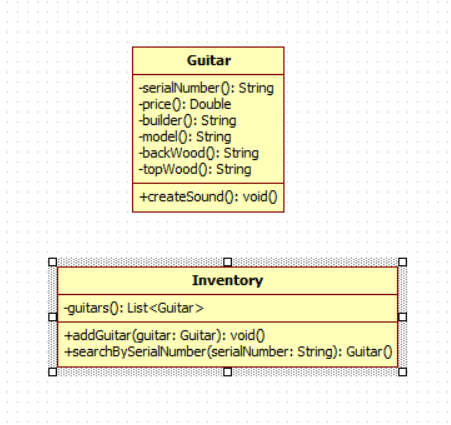 Guitar
-serialNumber(): String
-price(): Double
-builder(): String
-model(): String
-backWood(): String
-topWood(): String
+createSound(): void()
Inventory
-guitars(): List<Guitar>
+addGuitar(guitar: Guitar): void()
+searchBySerialNumber(serialNumber: String): Guitar()